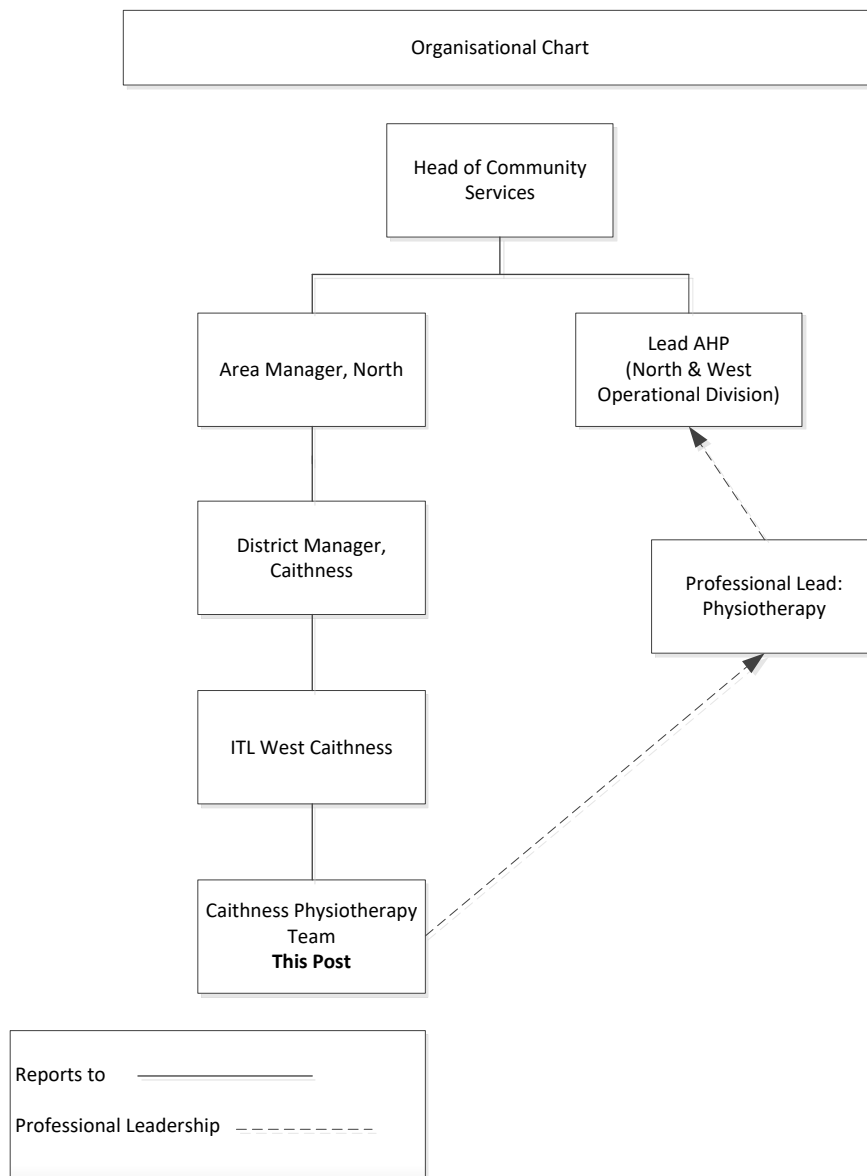 Organisational Chart
Head of Community
Services
Area Manager, North
Lead AHP
(North & West
Operational Division)
District Manager,
Caithness
Professional Lead:
Physiotherapy
ITL West Caithness
Caithness Physiotherapy
Team
This Post
Reports to
Professional Leadership